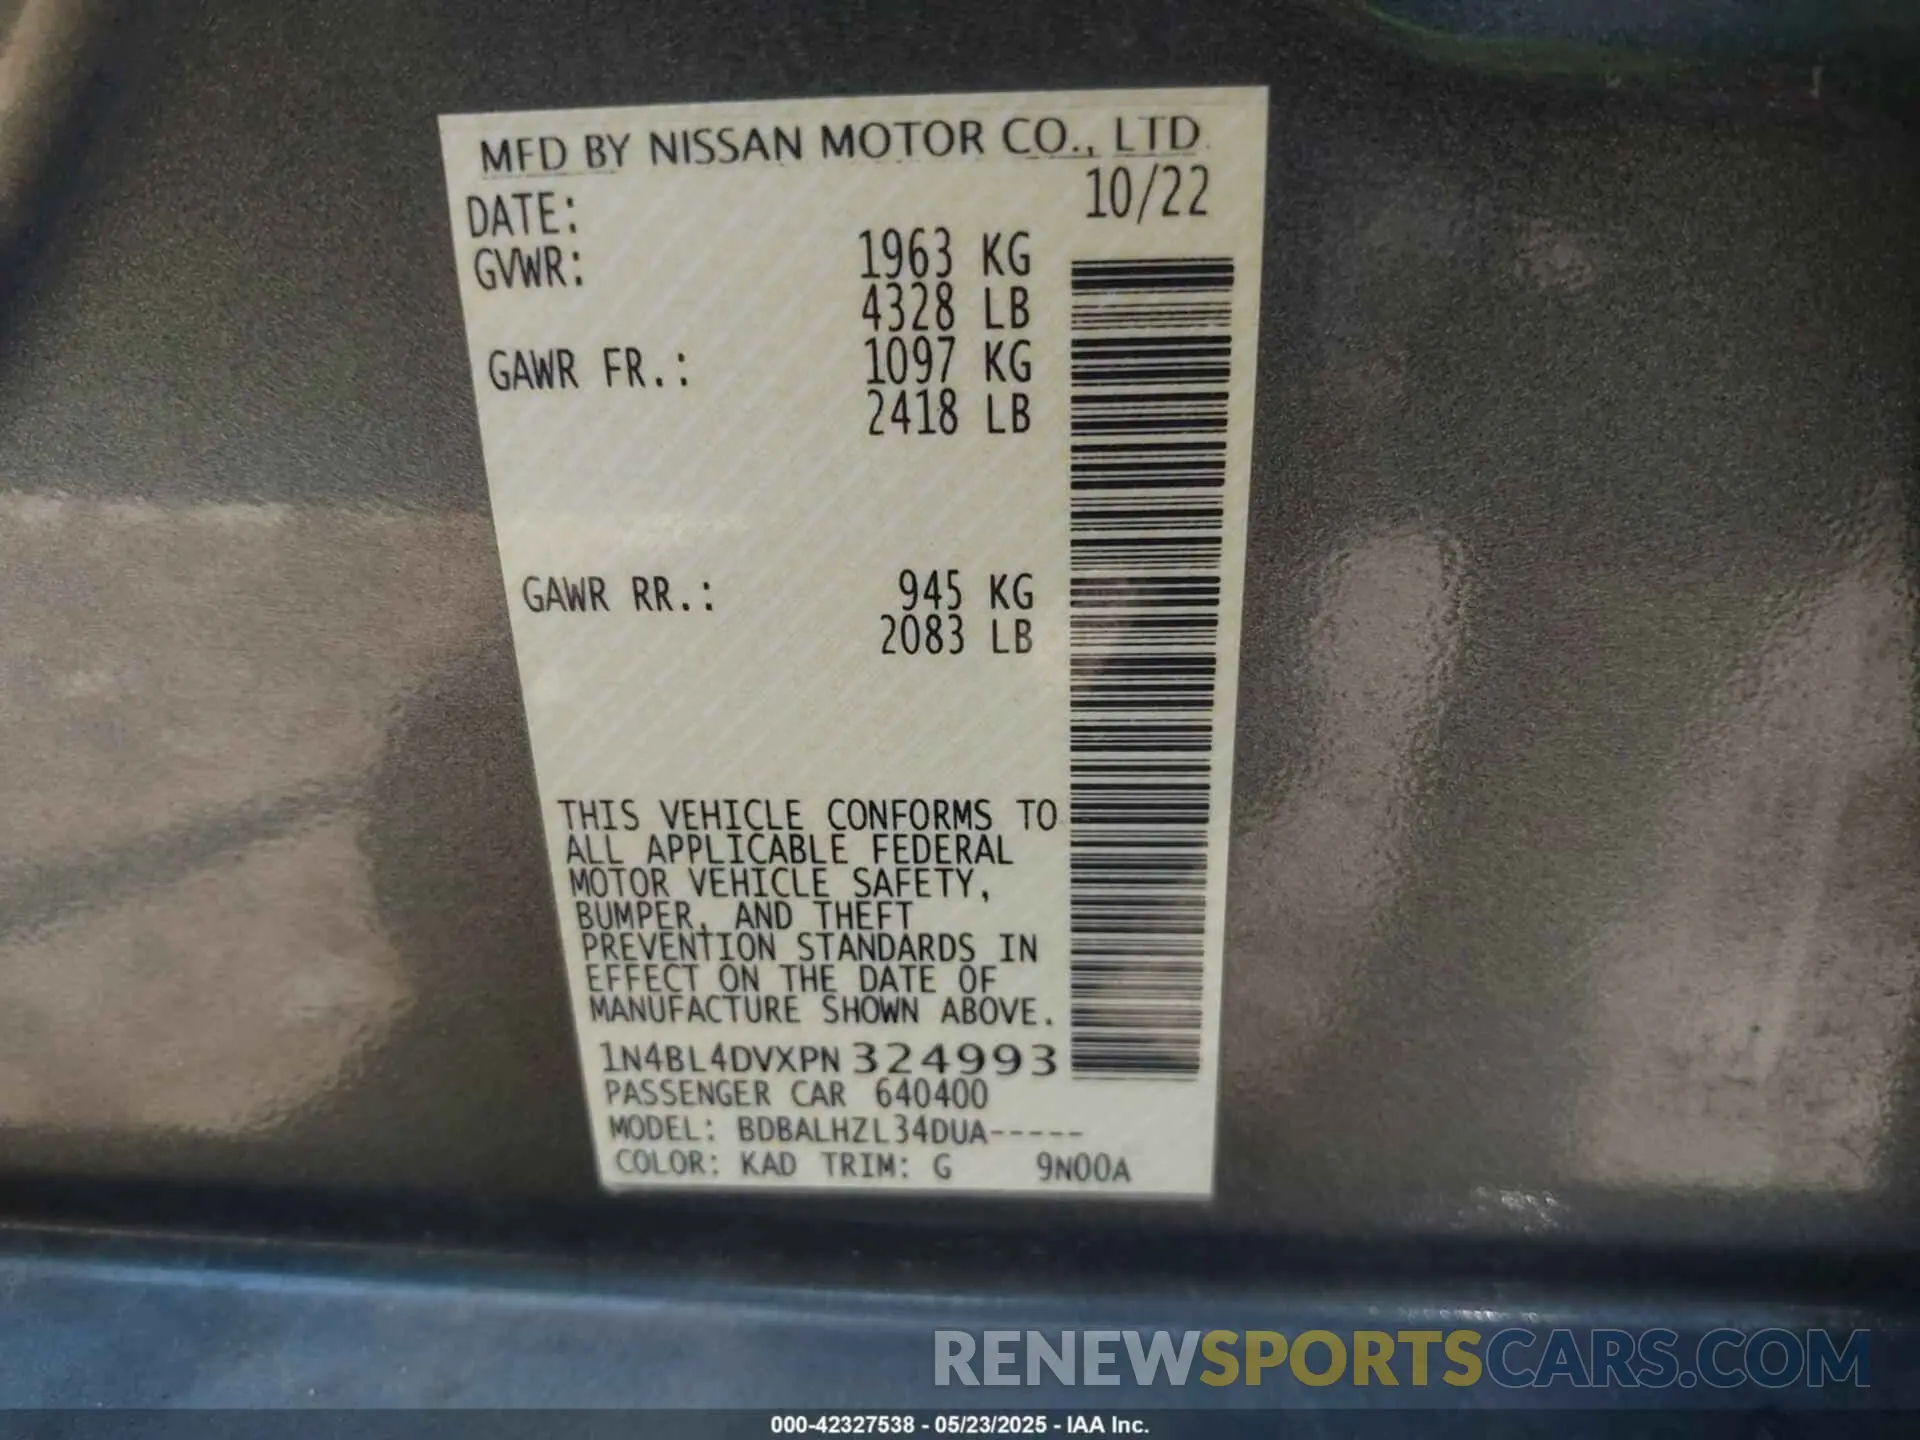 MFD BY NISSAN MOTOR CO., LTD.
DATE: 10/22
GVWR: 1963 KG
4328 LB
GAWR FR.: 1097 KG
2418 LB
GAWR RR.: 945 KG
2083 LB
THIS VEHICLE CONFORMS TO
ALL APPLICABLE FEDERAL
MOTOR VEHICLE SAFETY,
BUMPER, AND THEFT
PREVENTION STANDARDS IN
EFFECT ON THE DATE OF
MANUFACTURE SHOWN ABOVE.
1N4BL4DVXPN324993
PASSENGER CAR 640400
MODEL: BDBALHZL34DUA-----
COLOR: KAD TRIM: G 9N00A
RENEWSPORTSCARS.COM
000-42327538 - 05/23/2025 - IAA Inc.